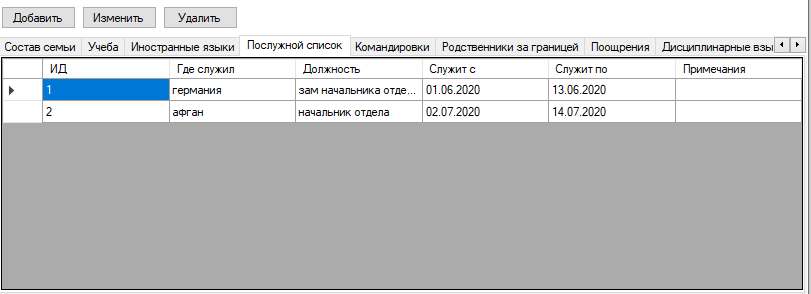 Добавить Изменить Удалить
Состав семьи Учеба Иностранные языки Послужной список Командировки Родственники за границей Поощрения Дисциплинарные взы
ИД Где служил Должность Служит с Служит по Примечания
1 германия зам начальника отде... 01.06.2020 13.06.2020
2 афган начальник отдела 02.07.2020 14.07.2020